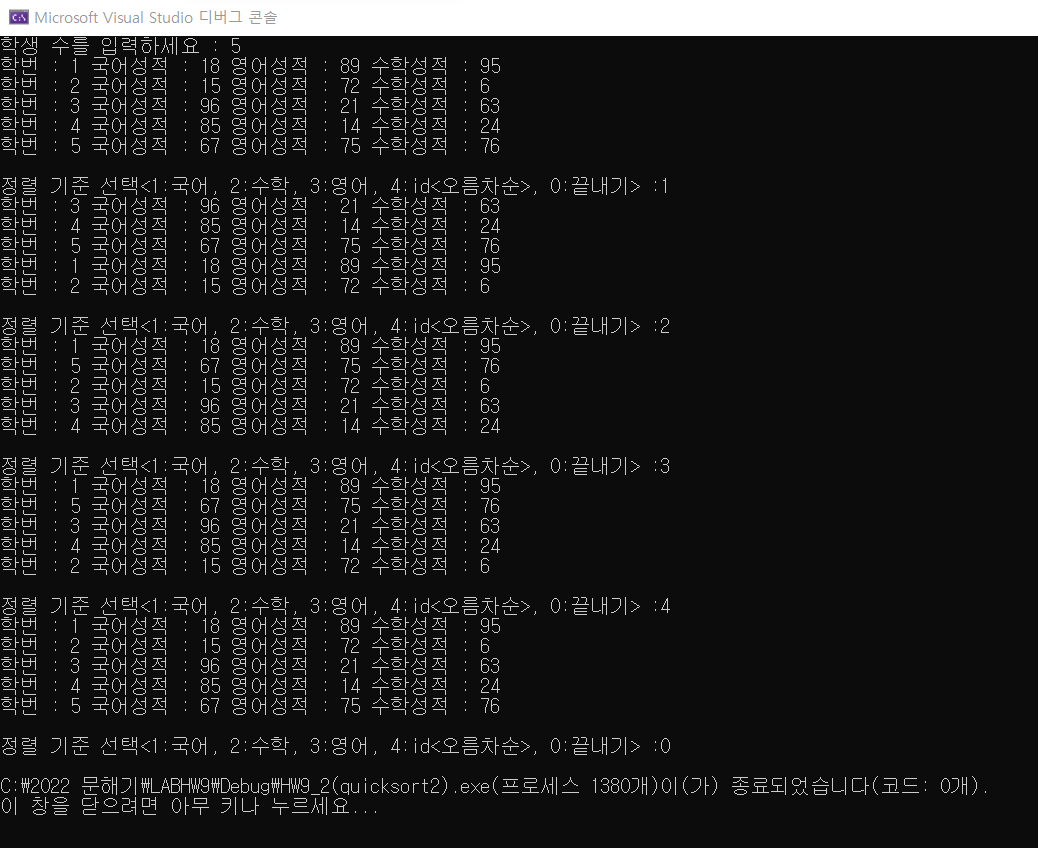 Microsoft Visual Studio 디버그 콘솔
학생 수를 입력하세요 : 5
학번 : 1 국어성적 : 18 영어성적 : 89 수학성적 : 95
학번 : 2 국어성적 : 15 영어성적 : 72 수학성적 : 6
학번 : 3 국어성적 : 96 영어성적 : 21 수학성적 : 63
학번 : 4 국어성적 : 85 영어성적 : 14 수학성적 : 24
학번 : 5 국어성적 : 67 영어성적 : 75 수학성적 : 76
정렬 기준 선택<1:국어, 2:수학, 3:영어, 4:id<오름차순>, 0:끝내기> :1
학번 : 3 국어성적 : 96 영어성적 : 21 수학성적 : 63
학번 : 4 국어성적 : 85 영어성적 : 14 수학성적 : 24
학번 : 5 국어성적 : 67 영어성적 : 75 수학성적 : 76
학번 : 1 국어성적 : 18 영어성적 : 89 수학성적 : 95
학번 : 2 국어성적 : 15 영어성적 : 72 수학성적 : 6
정렬 기준 선택<1:국어, 2:수학, 3:영어, 4:id<오름차순>, 0:끝내기> :2
학번 : 1 국어성적 : 18 영어성적 : 89 수학성적 : 95
학번 : 5 국어성적 : 67 영어성적 : 75 수학성적 : 76
학번 : 2 국어성적 : 15 영어성적 : 72 수학성적 : 6
학번 : 3 국어성적 : 96 영어성적 : 21 수학성적 : 63
학번 : 4 국어성적 : 85 영어성적 : 14 수학성적 : 24
정렬 기준 선택<1:국어, 2:수학, 3:영어, 4:id<오름차순>, 0:끝내기> :3
학번 : 1 국어성적 : 18 영어성적 : 89 수학성적 : 95
학번 : 5 국어성적 : 67 영어성적 : 75 수학성적 : 76
학번 : 3 국어성적 : 96 영어성적 : 21 수학성적 : 63
학번 : 4 국어성적 : 85 영어성적 : 14 수학성적 : 24
학번 : 2 국어성적 : 15 영어성적 : 72 수학성적 : 6
정렬 기준 선택<1:국어, 2:수학, 3:영어, 4:id<오름차순>, 0:끝내기> :4
학번 : 1 국어성적 : 18 영어성적 : 89 수학성적 : 95
학번 : 2 국어성적 : 15 영어성적 : 72 수학성적 : 6
학번 : 3 국어성적 : 96 영어성적 : 21 수학성적 : 63
학번 : 4 국어성적 : 85 영어성적 : 14 수학성적 : 24
학번 : 5 국어성적 : 67 영어성적 : 75 수학성적 : 76
정렬 기준 선택<1:국어, 2:수학, 3:영어, 4:id<오름차순>, 0:끝내기> :0
C:₩2022 문해기₩LABHW9₩Debug₩HW9_2(quicksort2).exe(프로세스 1380개)이(가) 종료되었습니다(코드: 0개).
이 창을 닫으려면 아무 키나 누르세요...